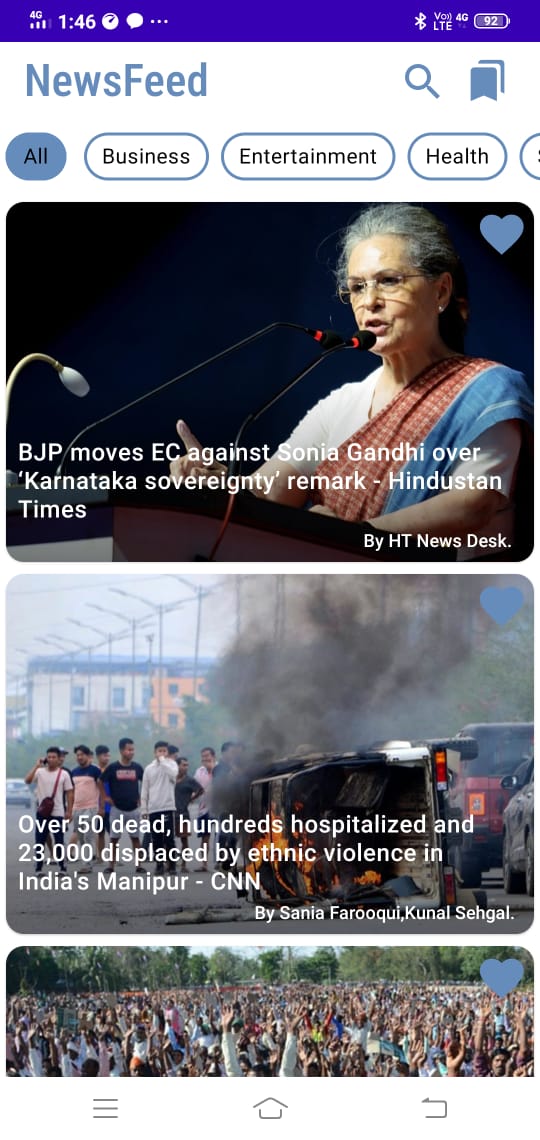 4G 1:46 ...
Vo)) LTE 4G 92
NewsFeed
All Business Entertainment Health
BJP moves EC against Sonia Gandhi over
‘Karnataka sovereignty’ remark - Hindustan
Times
By HT News Desk.
Over 50 dead, hundreds hospitalized and
23,000 displaced by ethnic violence in
India's Manipur - CNN
By Sania Farooqui,Kunal Sehgal.